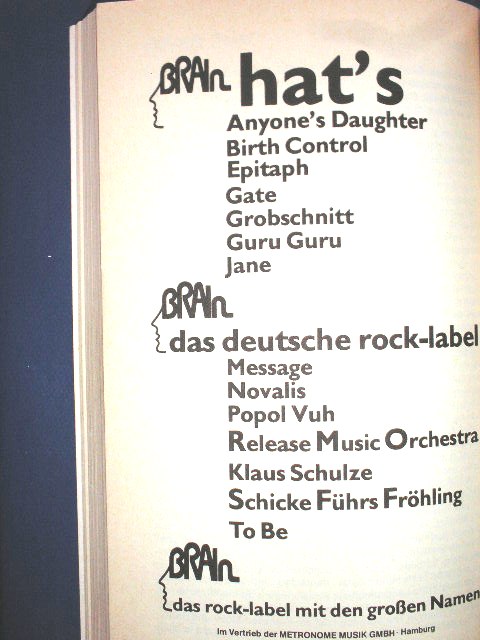 BRAIN hat's
Anyone's Daughter
Birth Control
Epitaph
Gate
Grobschnitt
Guru Guru
Jane
BRAIN
das deutsche rock-label
Message
Novalis
Popol Vuh
Release Music Orchestra
Klaus Schulze
Schicke Führs Fröhling
To Be
BRAIN
das rock-label mit den großen Namen
Im Vertrieb der METRONOME MUSIK GMBH · Hamburg